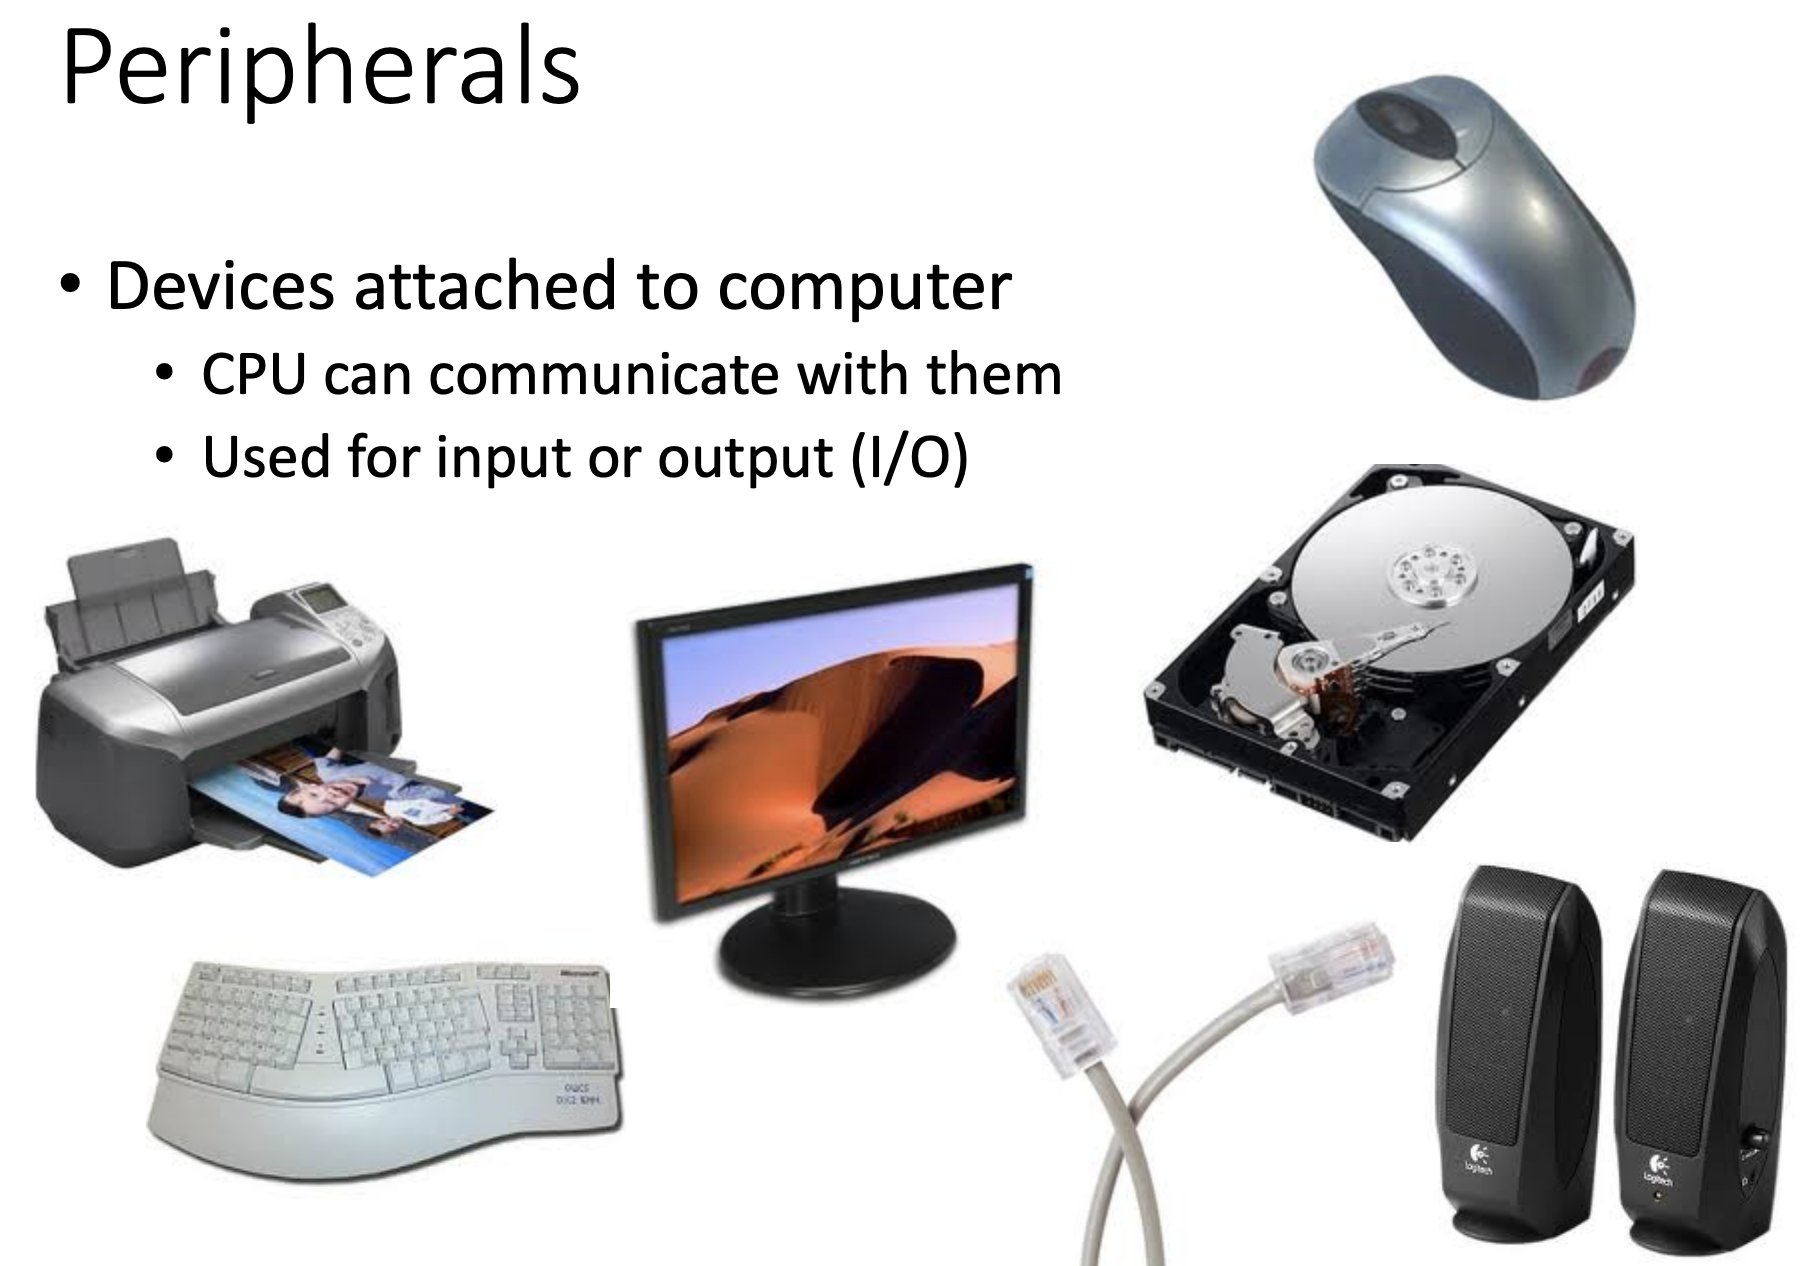 Peripherals
• Devices attached to computer
• CPU can communicate with them
• Used for input or output (I/O)
Microsoft
Logitech
Logitech